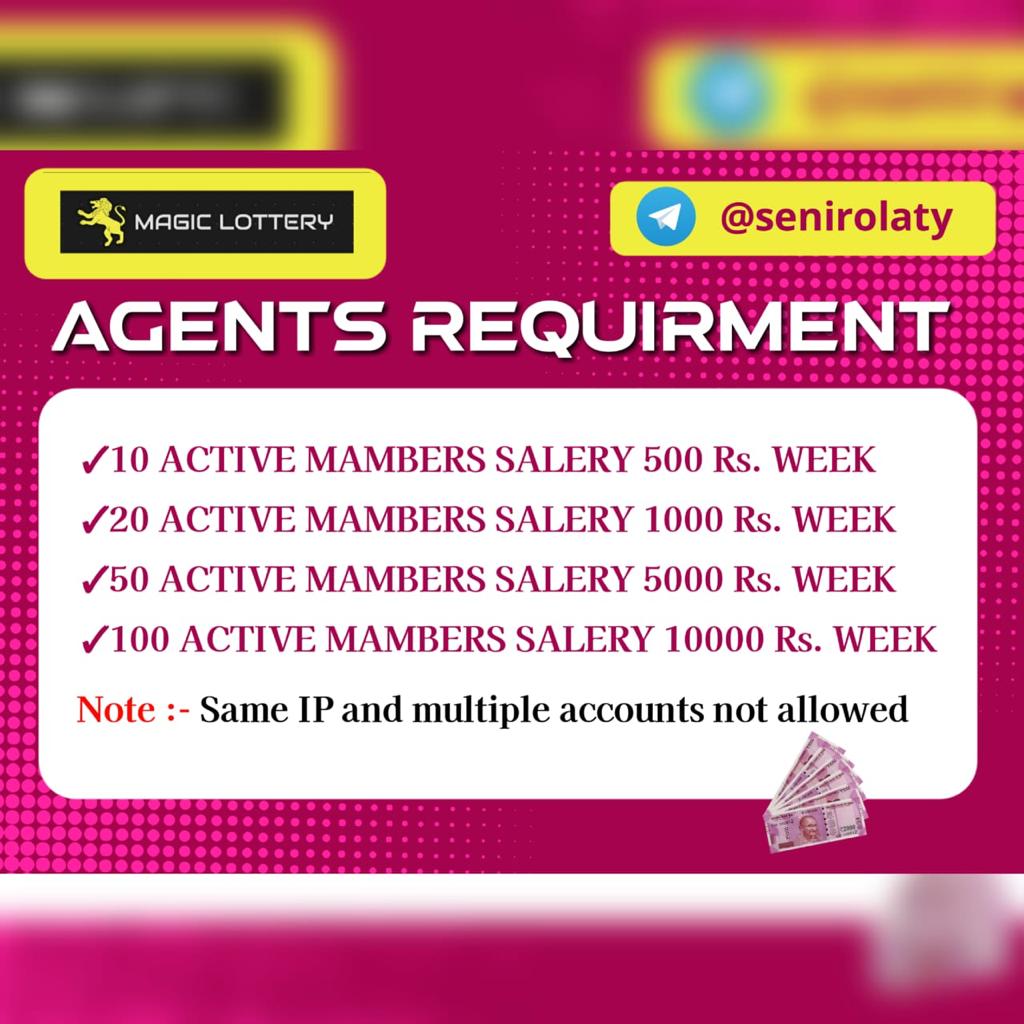 MAGIC LOTTERY
@senirolaty
AGENTS REQUIRMENT
✓10 ACTIVE MAMBERS SALERY 500 Rs. WEEK
✓20 ACTIVE MAMBERS SALERY 1000 Rs. WEEK
✓50 ACTIVE MAMBERS SALERY 5000 Rs. WEEK
✓100 ACTIVE MAMBERS SALERY 10000 Rs. WEEK
Note :- Same IP and multiple accounts not allowed